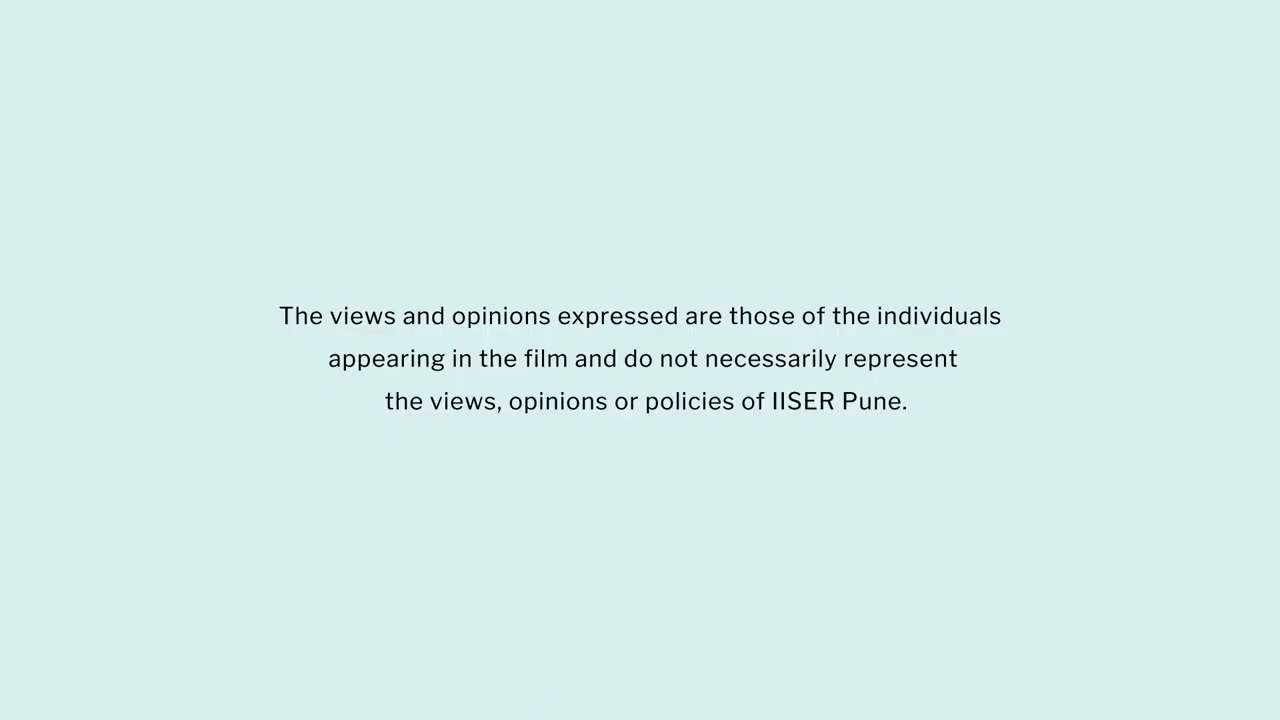 The views and opinions expressed are those of the individuals
appearing in the film and do not necessarily represent
the views, opinions or policies of IISER Pune.